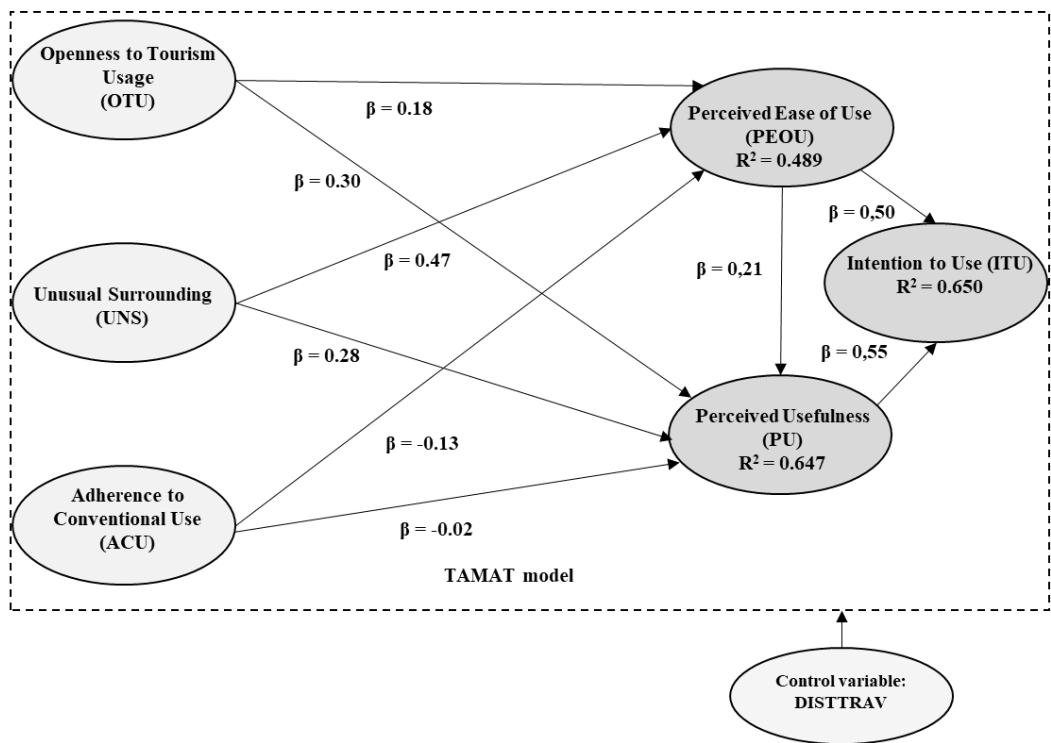 Openness to Tourism
Usage
(OTU)
β = 0.18
Perceived Ease of Use
(PEOU)
R² = 0.489
β = 0.30
β = 0,50
Unusual Surrounding
(UNS)
β = 0.47
β = 0,21
Intention to Use (ITU)
R² = 0.650
β = 0.28
β = 0,55
Perceived Usefulness
(PU)
R² = 0.647
β = -0.13
Adherence to
Conventional Use
(ACU)
β = -0.02
TAMAT model
Control variable:
DISTTRAV